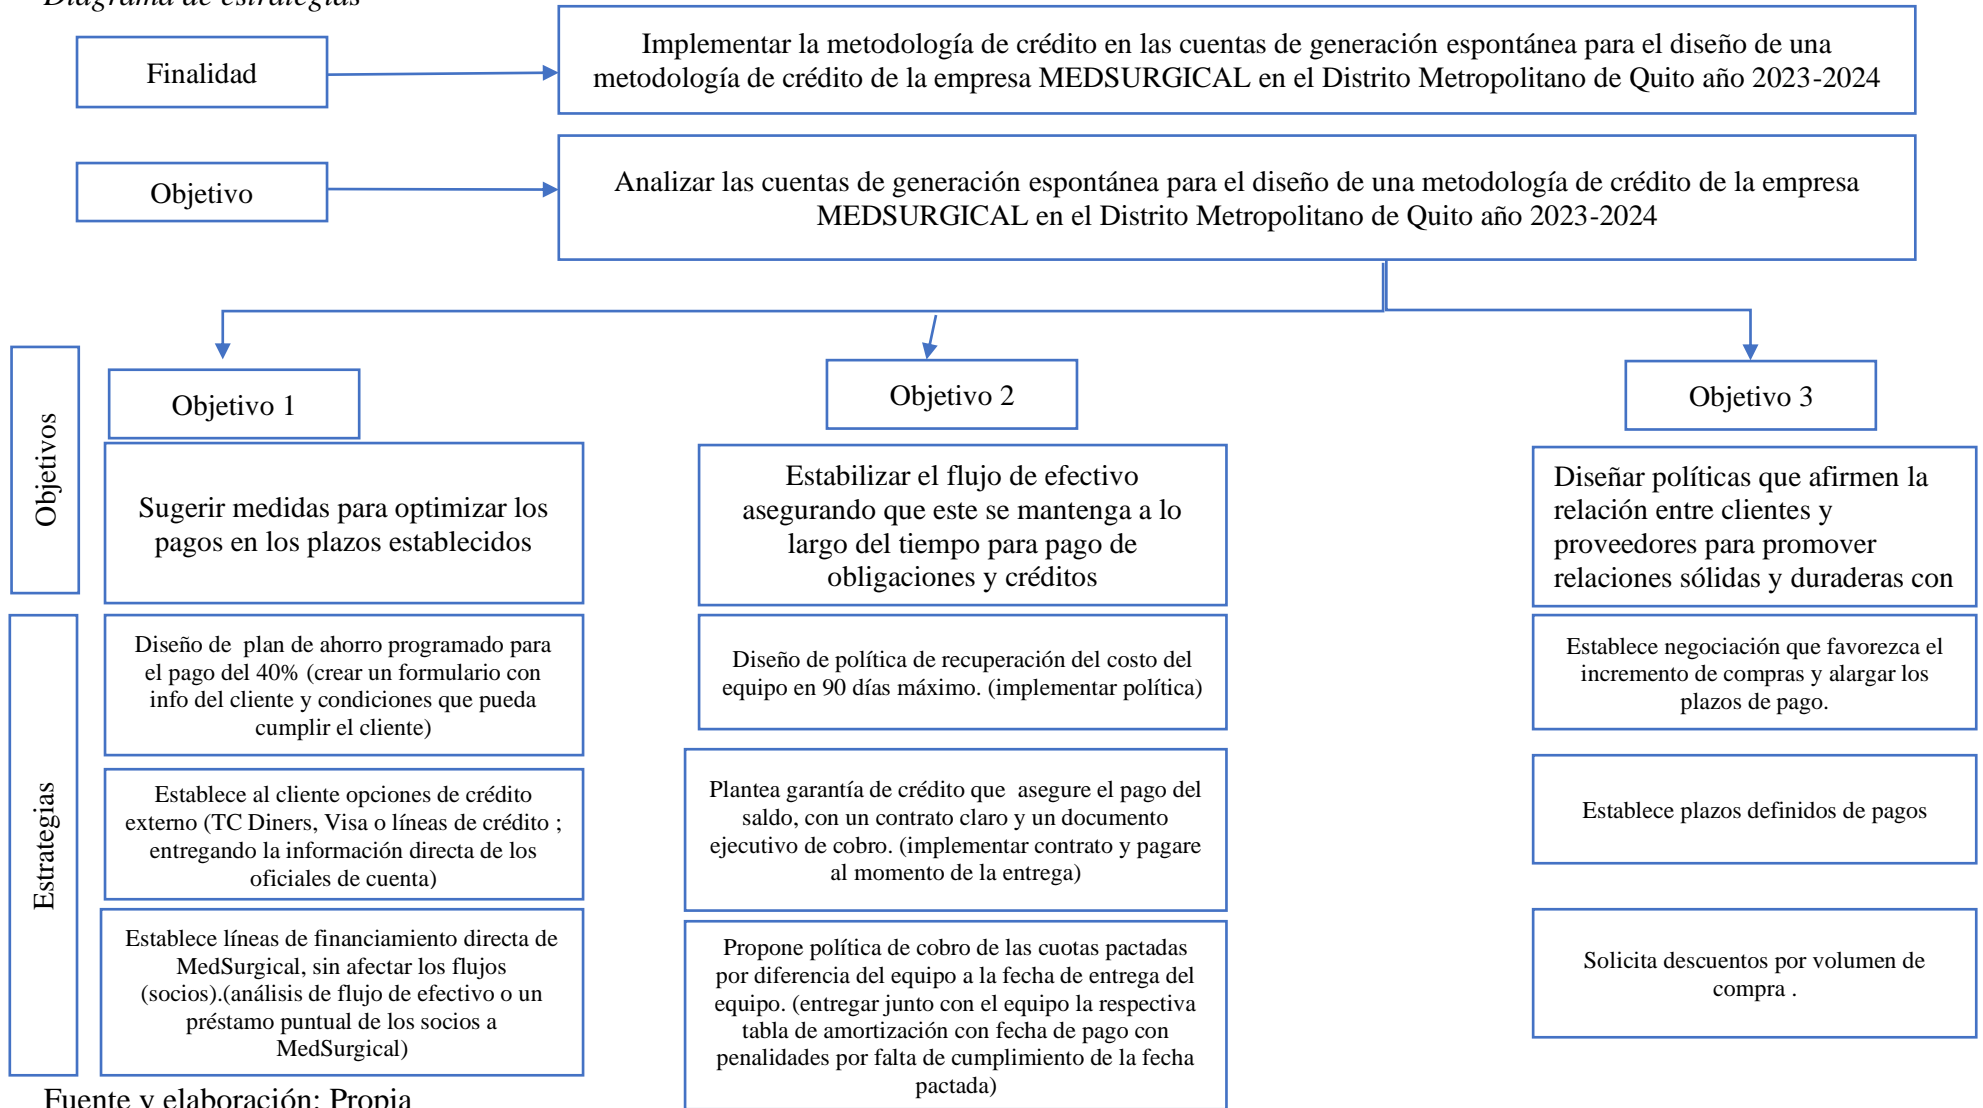 Diagrama de estrategias
Finalidad
Implementar la metodología de crédito en las cuentas de generación espontánea para el diseño de una
metodología de crédito de la empresa MEDSURGICAL en el Distrito Metropolitano de Quito año 2023-2024
Objetivo
Analizar las cuentas de generación espontánea para el diseño de una metodología de crédito de la empresa
MEDSURGICAL en el Distrito Metropolitano de Quito año 2023-2024
Objetivos
Objetivo 1
Sugerir medidas para optimizar los
pagos en los plazos establecidos
Objetivo 2
Estabilizar el flujo de efectivo
asegurando que este se mantenga a lo
largo del tiempo para pago de
obligaciones y créditos
Objetivo 3
Diseñar políticas que afirmen la
relación entre clientes y
proveedores para promover
relaciones sólidas y duraderas con
Estrategias
Diseño de  plan de ahorro programado para
el pago del 40% (crear un formulario con
info del cliente y condiciones que pueda
cumplir el cliente)
Establece al cliente opciones de crédito
externo (TC Diners, Visa o líneas de crédito ;
entregando la información directa de los
oficiales de cuenta)
Establece líneas de financiamiento directa de
MedSurgical, sin afectar los flujos
(socios).(análisis de flujo de efectivo o un
préstamo puntual de los socios a
MedSurgical)
Diseño de política de recuperación del costo del
equipo en 90 días máximo. (implementar política)
Plantea garantía de crédito que  asegure el pago del
saldo, con un contrato claro y un documento
ejecutivo de cobro. (implementar contrato y pagare
al momento de la entrega)
Propone política de cobro de las cuotas pactadas
por diferencia del equipo a la fecha de entrega del
equipo. (entregar junto con el equipo la respectiva
tabla de amortización con fecha de pago con
penalidades por falta de cumplimiento de la fecha
pactada)
Establece negociación que favorezca el
incremento de compras y alargar los
plazos de pago.
Establece plazos definidos de pagos
Solicita descuentos por volumen de
compra .
Fuente y elaboración: Propia